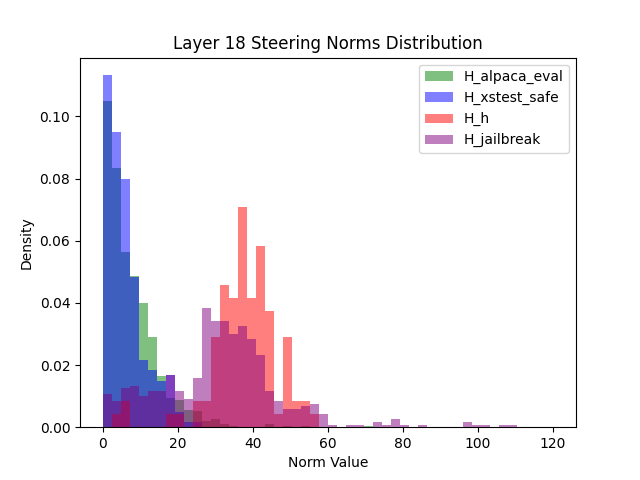 Layer 18 Steering Norms Distribution
H_alpaca_eval
H_xstest_safe
H_h
H_jailbreak
Density
0.10
0.08
0.06
0.04
0.02
0.00
0
20
40
60
80
100
120
Norm Value